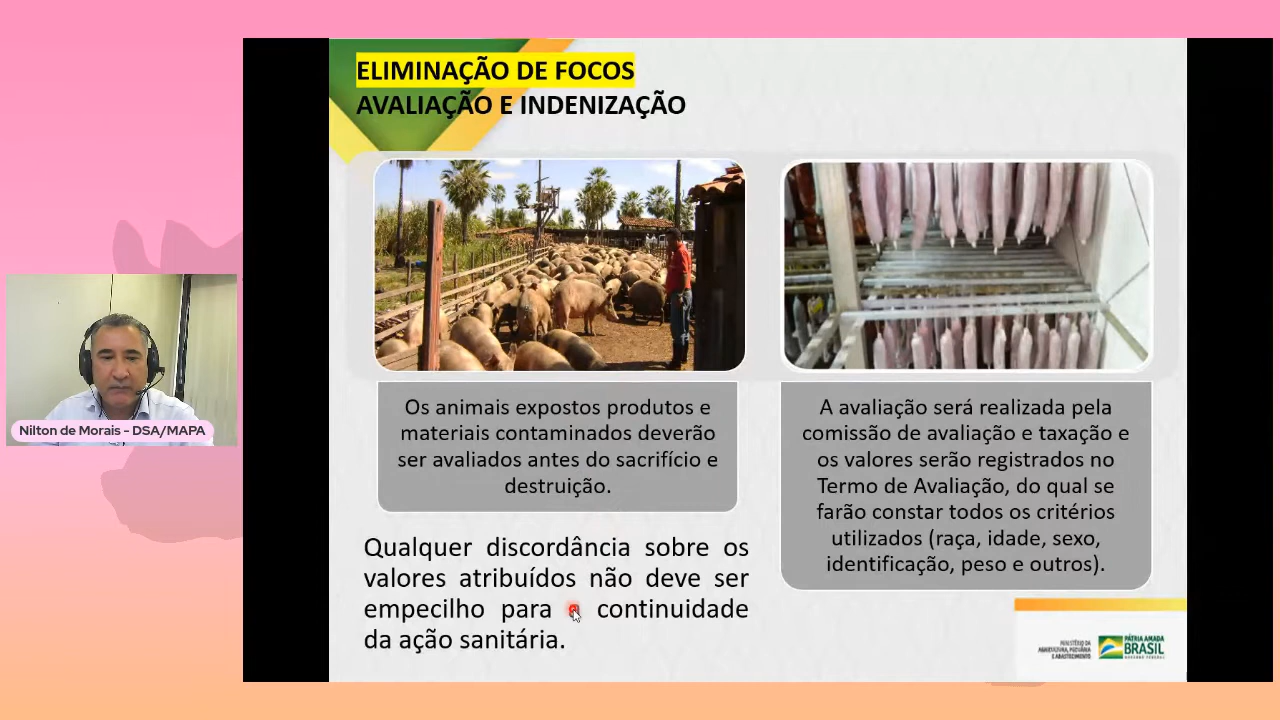 ELIMINAÇÃO DE FOCOS
AVALIAÇÃO E INDENIZAÇÃO
Os animais expostos produtos e
materiais contaminados deverão
ser avaliados antes do sacrifício e
destruição.
Qualquer discordância sobre os
valores atribuídos não deve ser
empecilho para a continuidade
da ação sanitária.
A avaliação será realizada pela
comissão de avaliação e taxação e
os valores serão registrados no
Termo de Avaliação, do qual se
farão constar todos os critérios
utilizados (raça, idade, sexo,
identificação, peso e outros).
Nilton de Morais - DSA/MAPA
MINISTÉRIO DA
AGRICULTURA, PECUÁRIA
E ABASTECIMENTO
PÁTRIA AMADA
BRASIL
GOVERNO FEDERAL